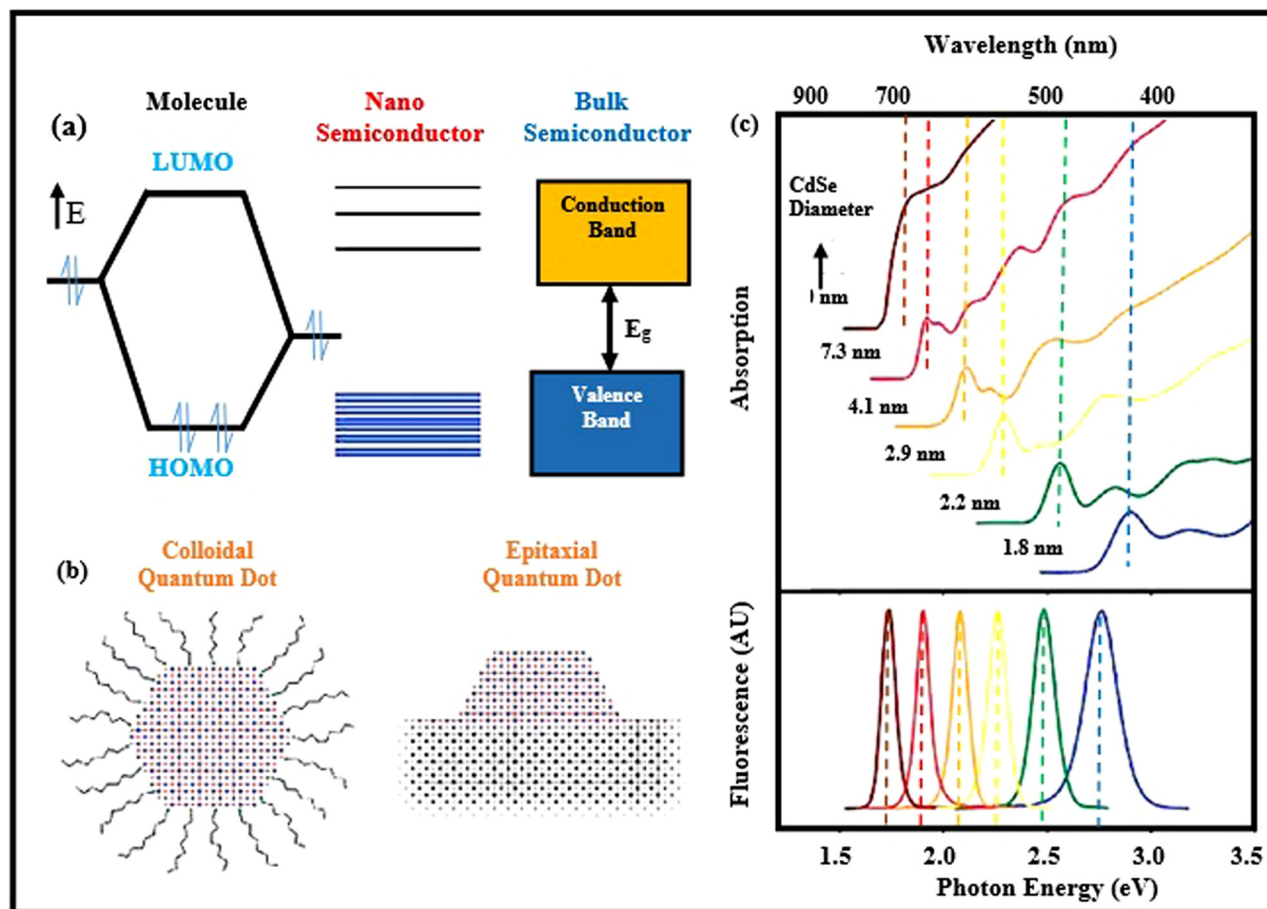 (a)
Molecule
Nano
Semiconductor
Bulk
Semiconductor
LUMO
E
HOMO
Conduction
Band
Eg
Valence
Band
(b)
Colloidal
Quantum Dot
Epitaxial
Quantum Dot
(c)
Wavelength (nm)
900 700 500 400
CdSe
Diameter
nm
7.3 nm
4.1 nm
2.9 nm
2.2 nm
1.8 nm
Absorption
Fluorescence (AU)
1.5 2.0 2.5 3.0 3.5
Photon Energy (eV)